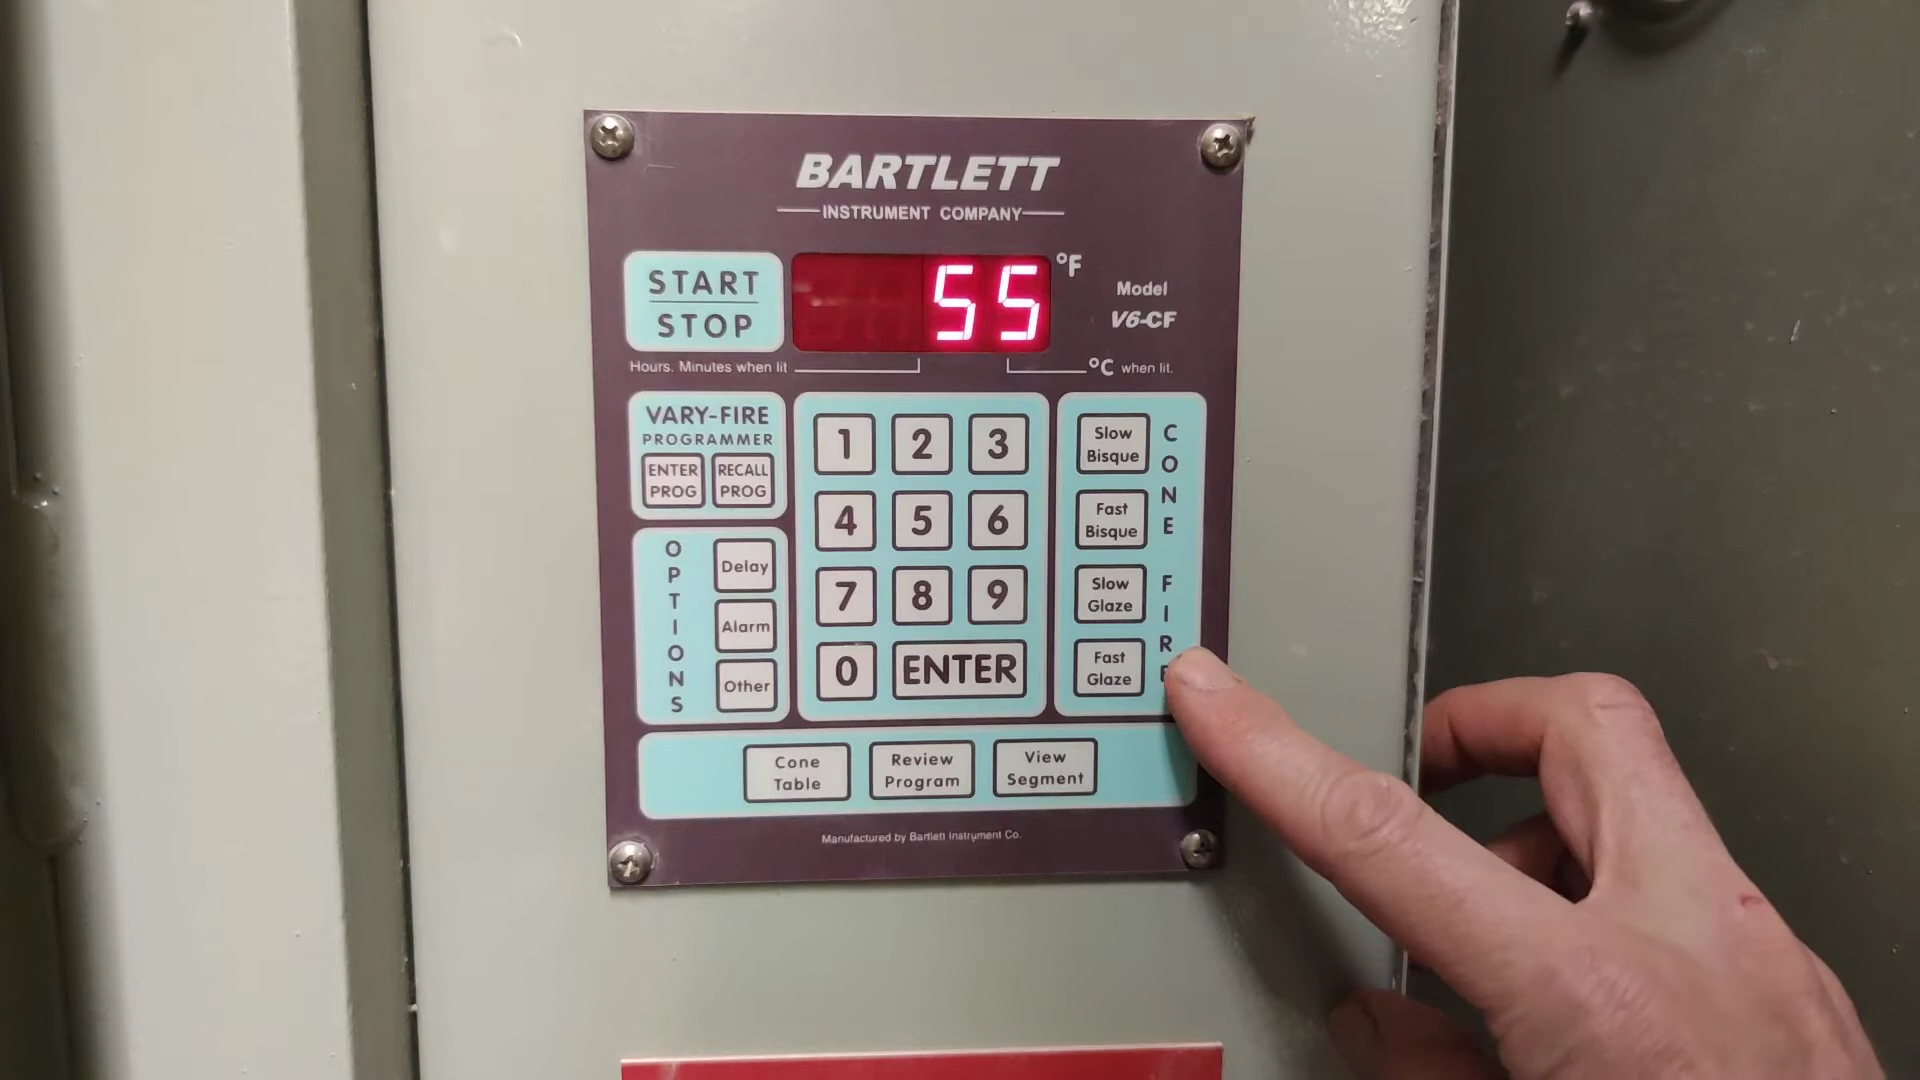 BARTLETT
INSTRUMENT COMPANY
START
STOP
55
°F
Model
V6-CF
Hours. Minutes when lit
°C when lit.
VARY-FIRE
PROGRAMMER
ENTER
PROG
RECALL
PROG
OPTIONS
Delay
Alarm
Other
1
2
3
4
5
6
7
8
9
0
ENTER
Slow
Bisque
Fast
Bisque
Slow
Glaze
Fast
Glaze
CONE FIRE
Cone
Table
Review
Program
View
Segment
Manufactured by Bartlett Instrument Co.